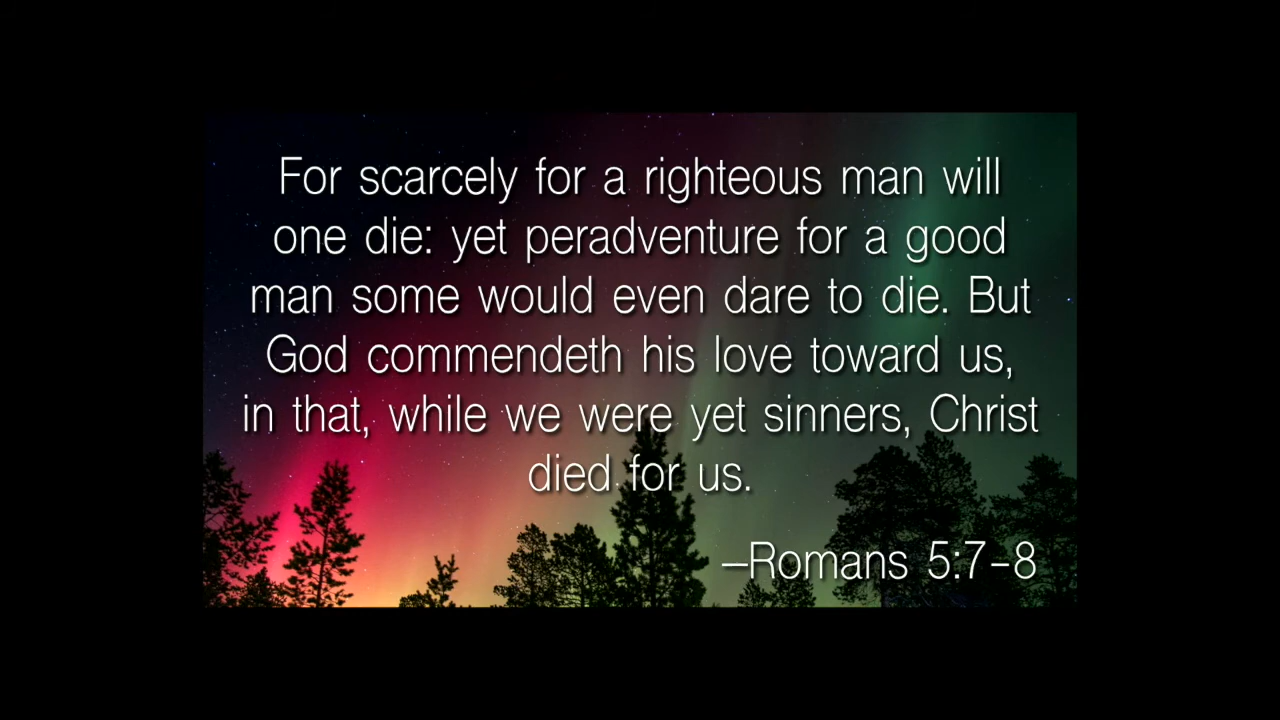 For scarcely for a righteous man will
one die: yet peradventure for a good
man some would even dare to die. But
God commendeth his love toward us,
in that, while we were yet sinners, Christ
died for us.
–Romans 5:7–8